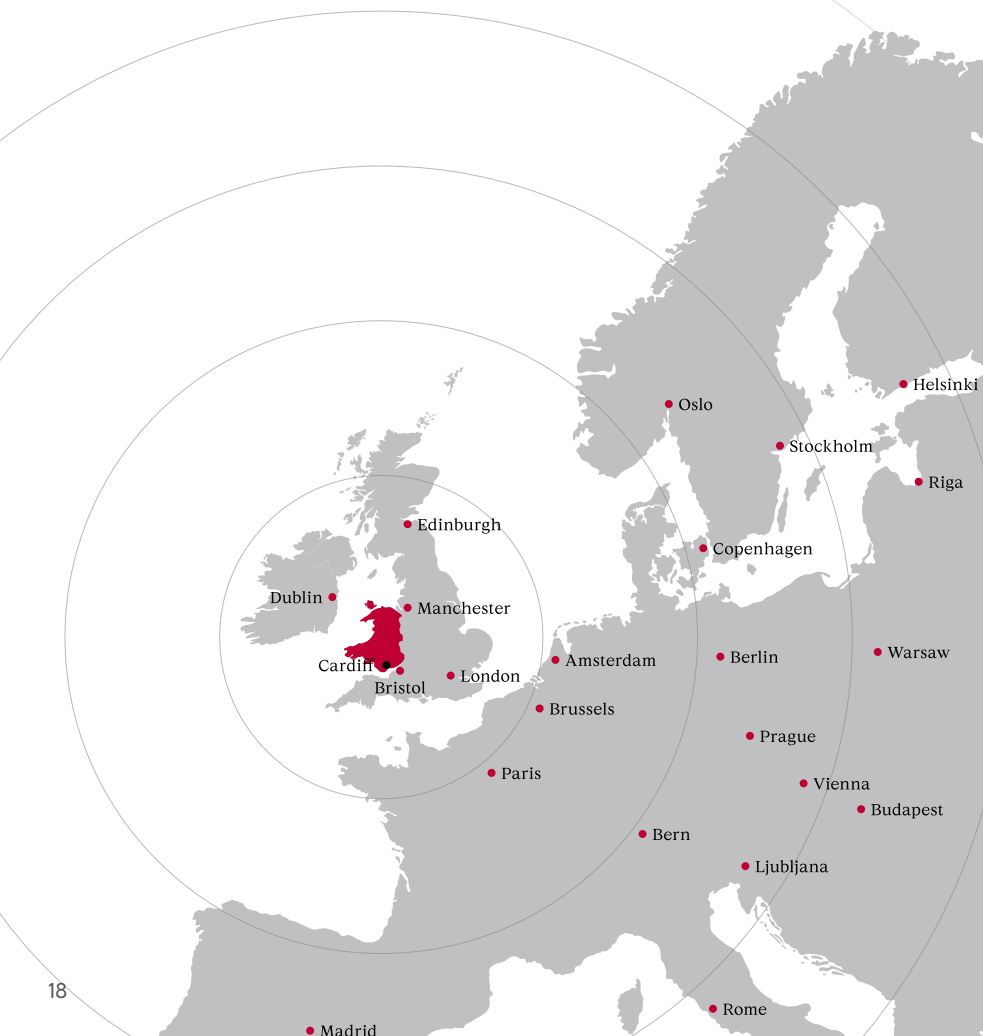 Helsinki
Oslo
Stockholm
Riga
Edinburgh
Copenhagen
Dublin
Manchester
Cardiff
Bristol
London
Amsterdam
Berlin
Warsaw
Brussels
Prague
Paris
Vienna
Budapest
Bern
Ljubljana
18
Rome
Madrid